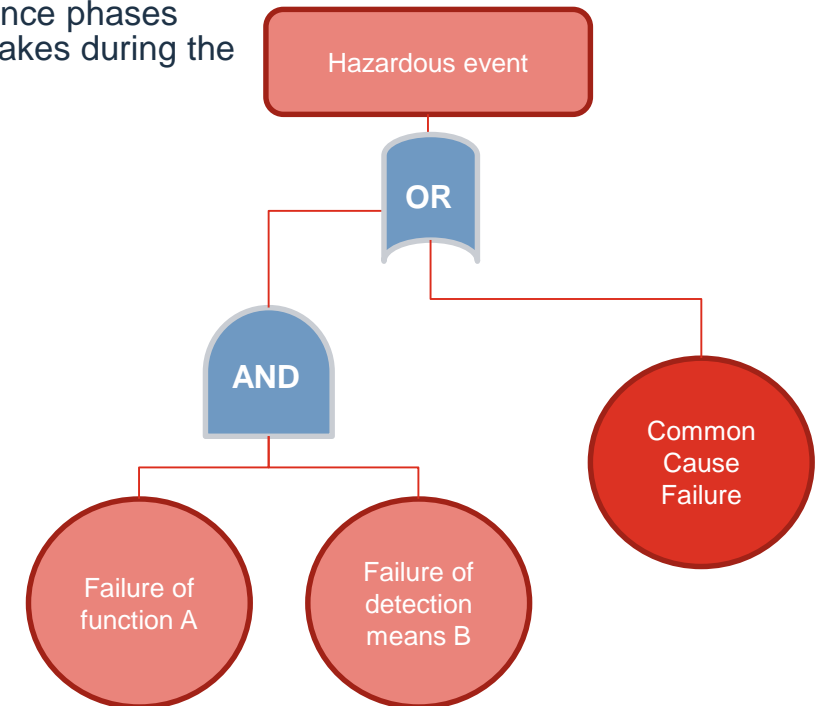 nce phases
akes during the
Hazardous event
OR
AND
Common
Cause
Failure
Failure of
function A
Failure of
detection
means B